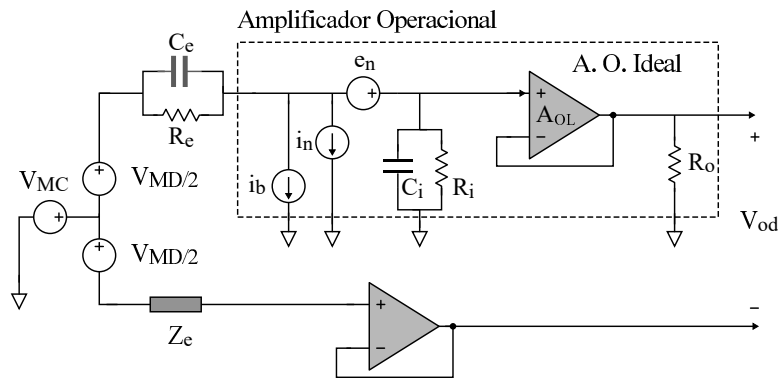 Amplificador Operacional
Ce
en
A. O. Ideal
+
AOL
−
Re
in
+
VMC
+
VMD/2
ib
Ci
Ri
Ro
+
+
Vod
+
VMD/2
+
−
Ze
−